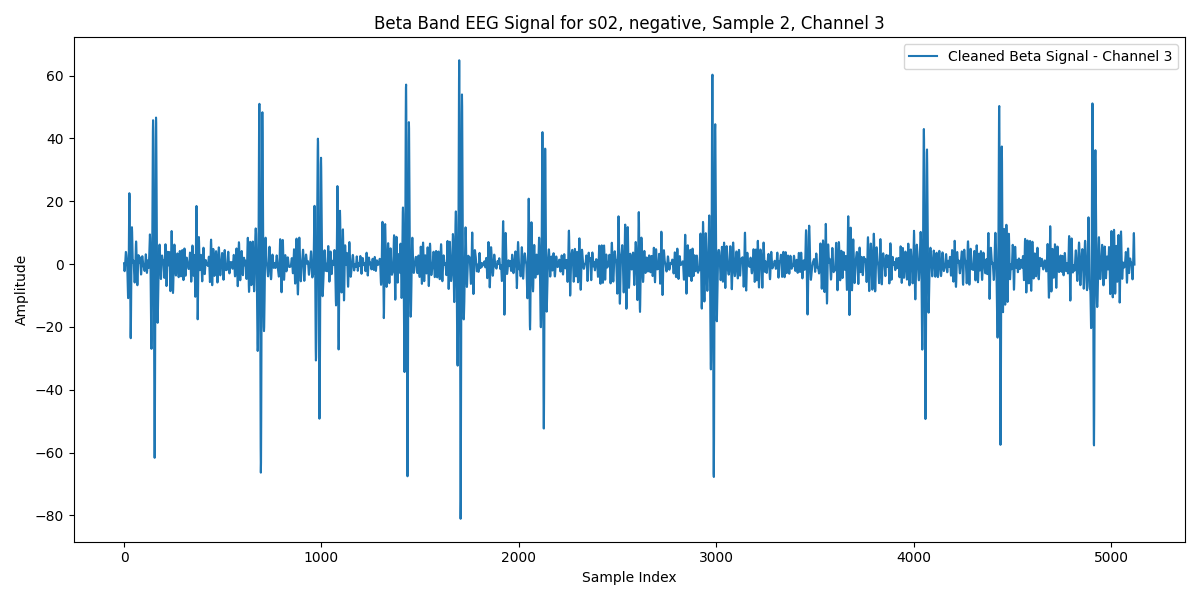 Beta Band EEG Signal for s02, negative, Sample 2, Channel 3
Cleaned Beta Signal - Channel 3
60
40
20
0
−20
−40
−60
−80
Amplitude
0 1000 2000 3000 4000 5000
Sample Index